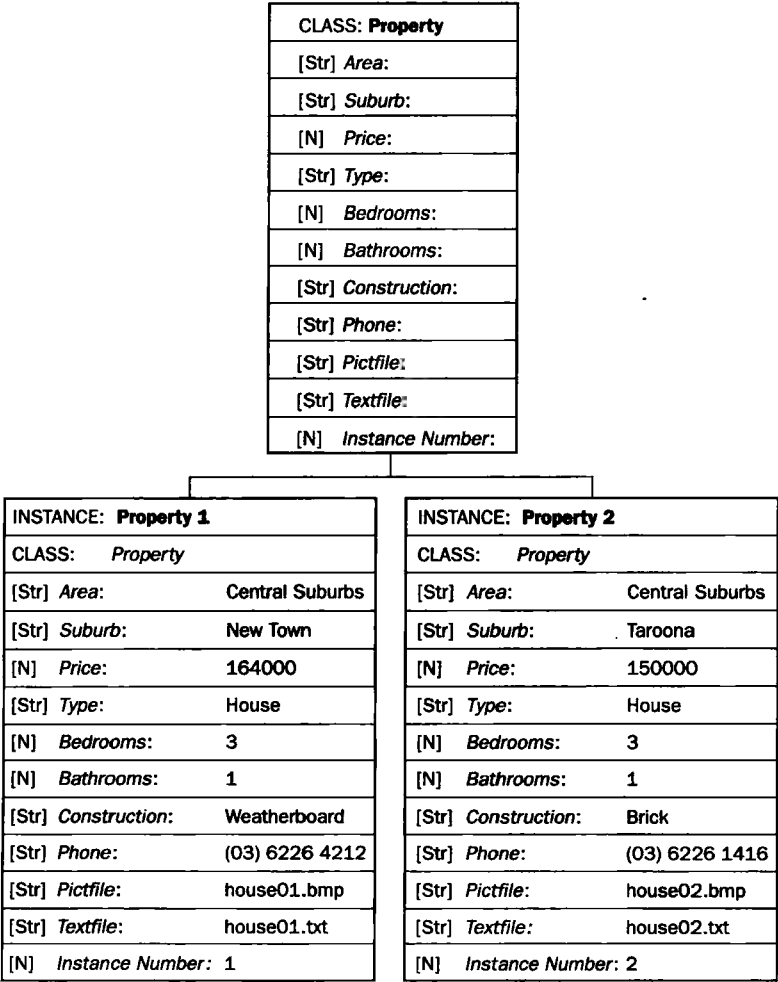 CLASS: Property
[Str] Area:
[Str] Suburb:
[N] Price:
[Str] Type:
[N] Bedrooms:
[N] Bathrooms:
[Str] Construction:
[Str] Phone:
[Str] Pictfile:
[Str] Textfile:
[N] Instance Number:
INSTANCE: Property 1
CLASS: Property
[Str] Area: Central Suburbs
[Str] Suburb: New Town
[N] Price: 164000
[Str] Type: House
[N] Bedrooms: 3
[N] Bathrooms: 1
[Str] Construction: Weatherboard
[Str] Phone: (03) 6226 4212
[Str] Pictfile: house01.bmp
[Str] Textfile: house01.txt
[N] Instance Number: 1
INSTANCE: Property 2
CLASS: Property
[Str] Area: Central Suburbs
[Str] Suburb: Taroona
[N] Price: 150000
[Str] Type: House
[N] Bedrooms: 3
[N] Bathrooms: 1
[Str] Construction: Brick
[Str] Phone: (03) 6226 1416
[Str] Pictfile: house02.bmp
[Str] Textfile: house02.txt
[N] Instance Number: 2